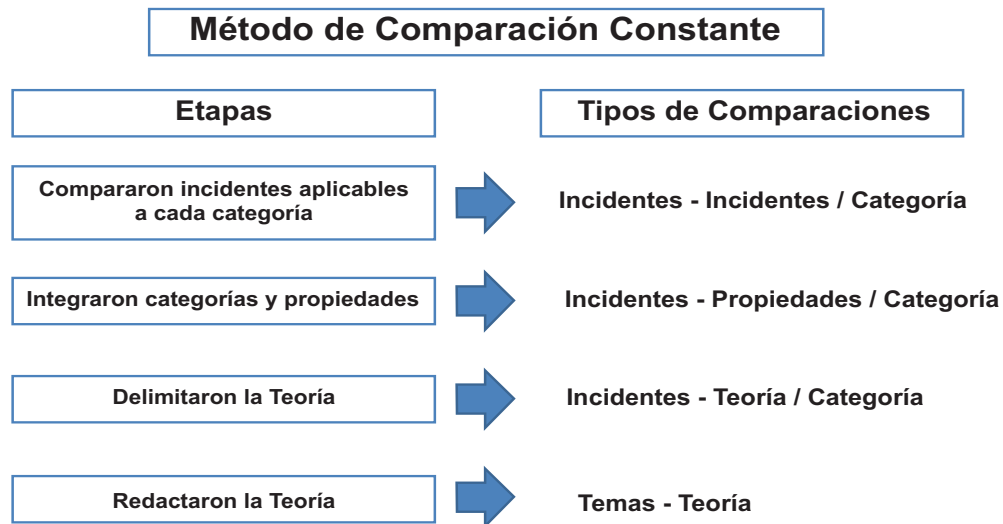 Método de Comparación Constante
Etapas
Tipos de Comparaciones
Compararon incidentes aplicables
a cada categoría
Incidentes - Incidentes / Categoría
Integraron categorías y propiedades
Incidentes - Propiedades / Categoría
Delimitaron la Teoría
Incidentes - Teoría / Categoría
Redactaron la Teoría
Temas - Teoría